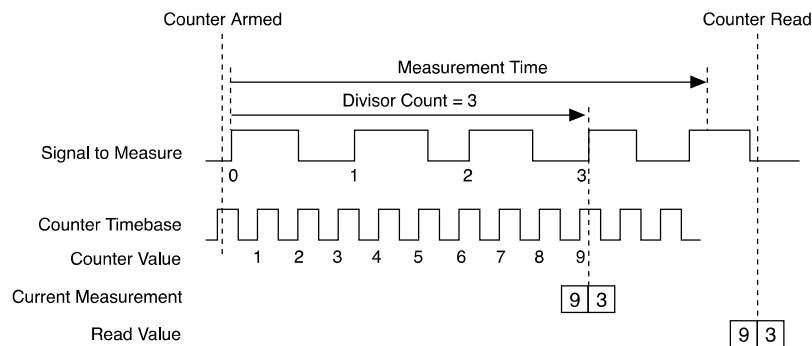 Counter Armed Counter Read
Measurement Time
Divisor Count = 3
Signal to Measure
0 1 2 3
Counter Timebase
Counter Value 1 2 3 4 5 6 7 8 9
Current Measurement 9 3
Read Value 9 3